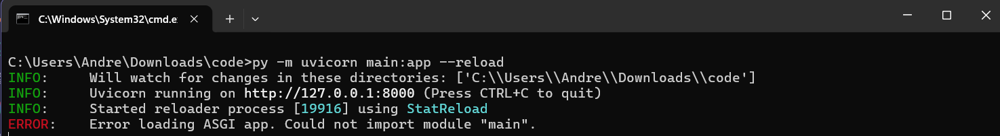 C:\Windows\System32\cmd.e
C:\Users\Andre\Downloads\code>py -m uvicorn main:app --reload
INFO:     Will watch for changes in these directories: ['C:\\Users\\Andre\\Downloads\\code']
INFO:     Uvicorn running on http://127.0.0.1:8000 (Press CTRL+C to quit)
INFO:     Started reloader process [19916] using StatReload
ERROR:    Error loading ASGI app. Could not import module "main".